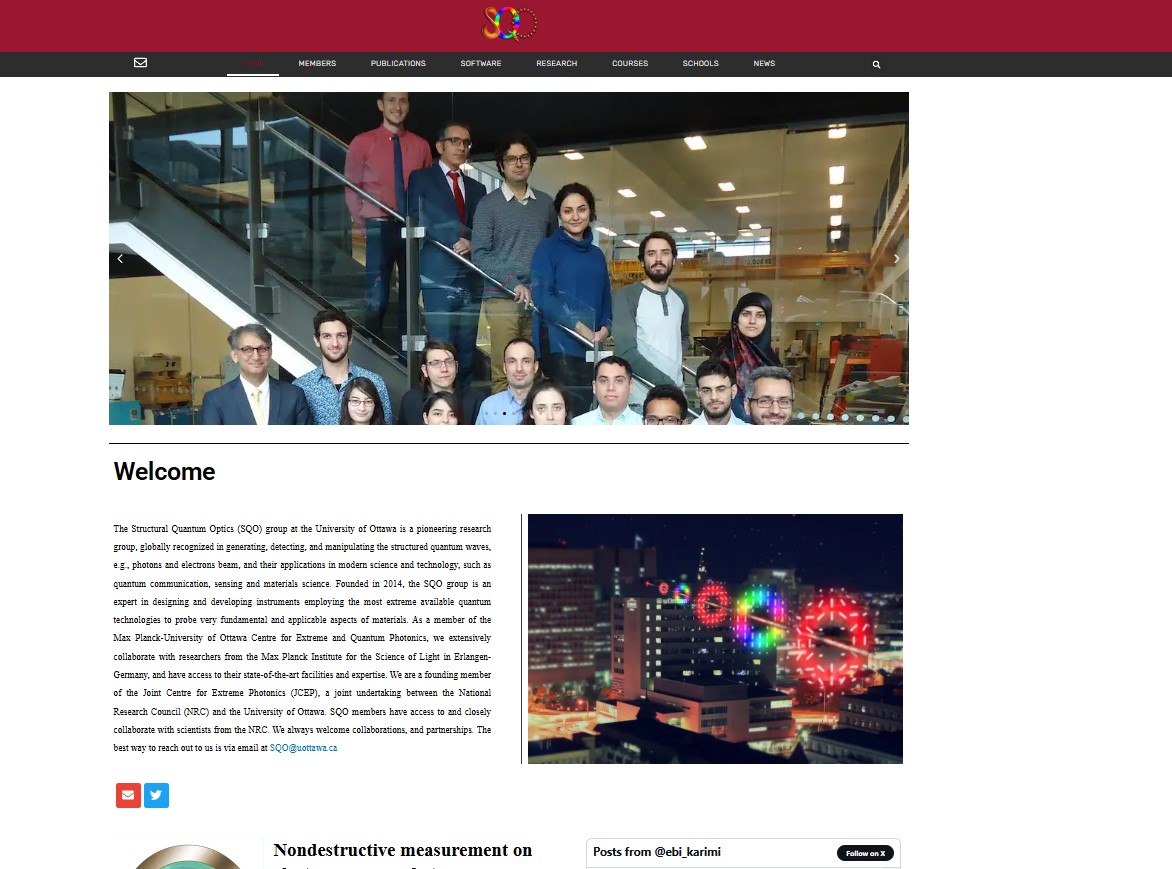 SQO
HOME
MEMBERS
PUBLICATIONS
SOFTWARE
RESEARCH
COURSES
SCHOOLS
NEWS
Welcome
The Structural Quantum Optics (SQO) group at the University of Ottawa is a pioneering research
group, globally recognized in generating, detecting, and manipulating the structured quantum waves,
e.g., photons and electrons beam, and their applications in modern science and technology, such as
quantum communication, sensing and materials science. Founded in 2014, the SQO group is an
expert in designing and developing instruments employing the most extreme available quantum
technologies to probe very fundamental and applicable aspects of materials. As a member of the
Max Planck-University of Ottawa Centre for Extreme and Quantum Photonics, we extensively
collaborate with researchers from the Max Planck Institute for the Science of Light in Erlangen-
Germany, and have access to their state-of-the-art facilities and expertise. We are a founding member
of the Joint Centre for Extreme Photonics (JCEP), a joint undertaking between the National
Research Council (NRC) and the University of Ottawa. SQO members have access to and closely
collaborate with scientists from the NRC. We always welcome collaborations, and partnerships. The
best way to reach out to us is via email at SQO@uottawa.ca
Nondestructive measurement on
Posts from @ebi_karimi
Follow on X